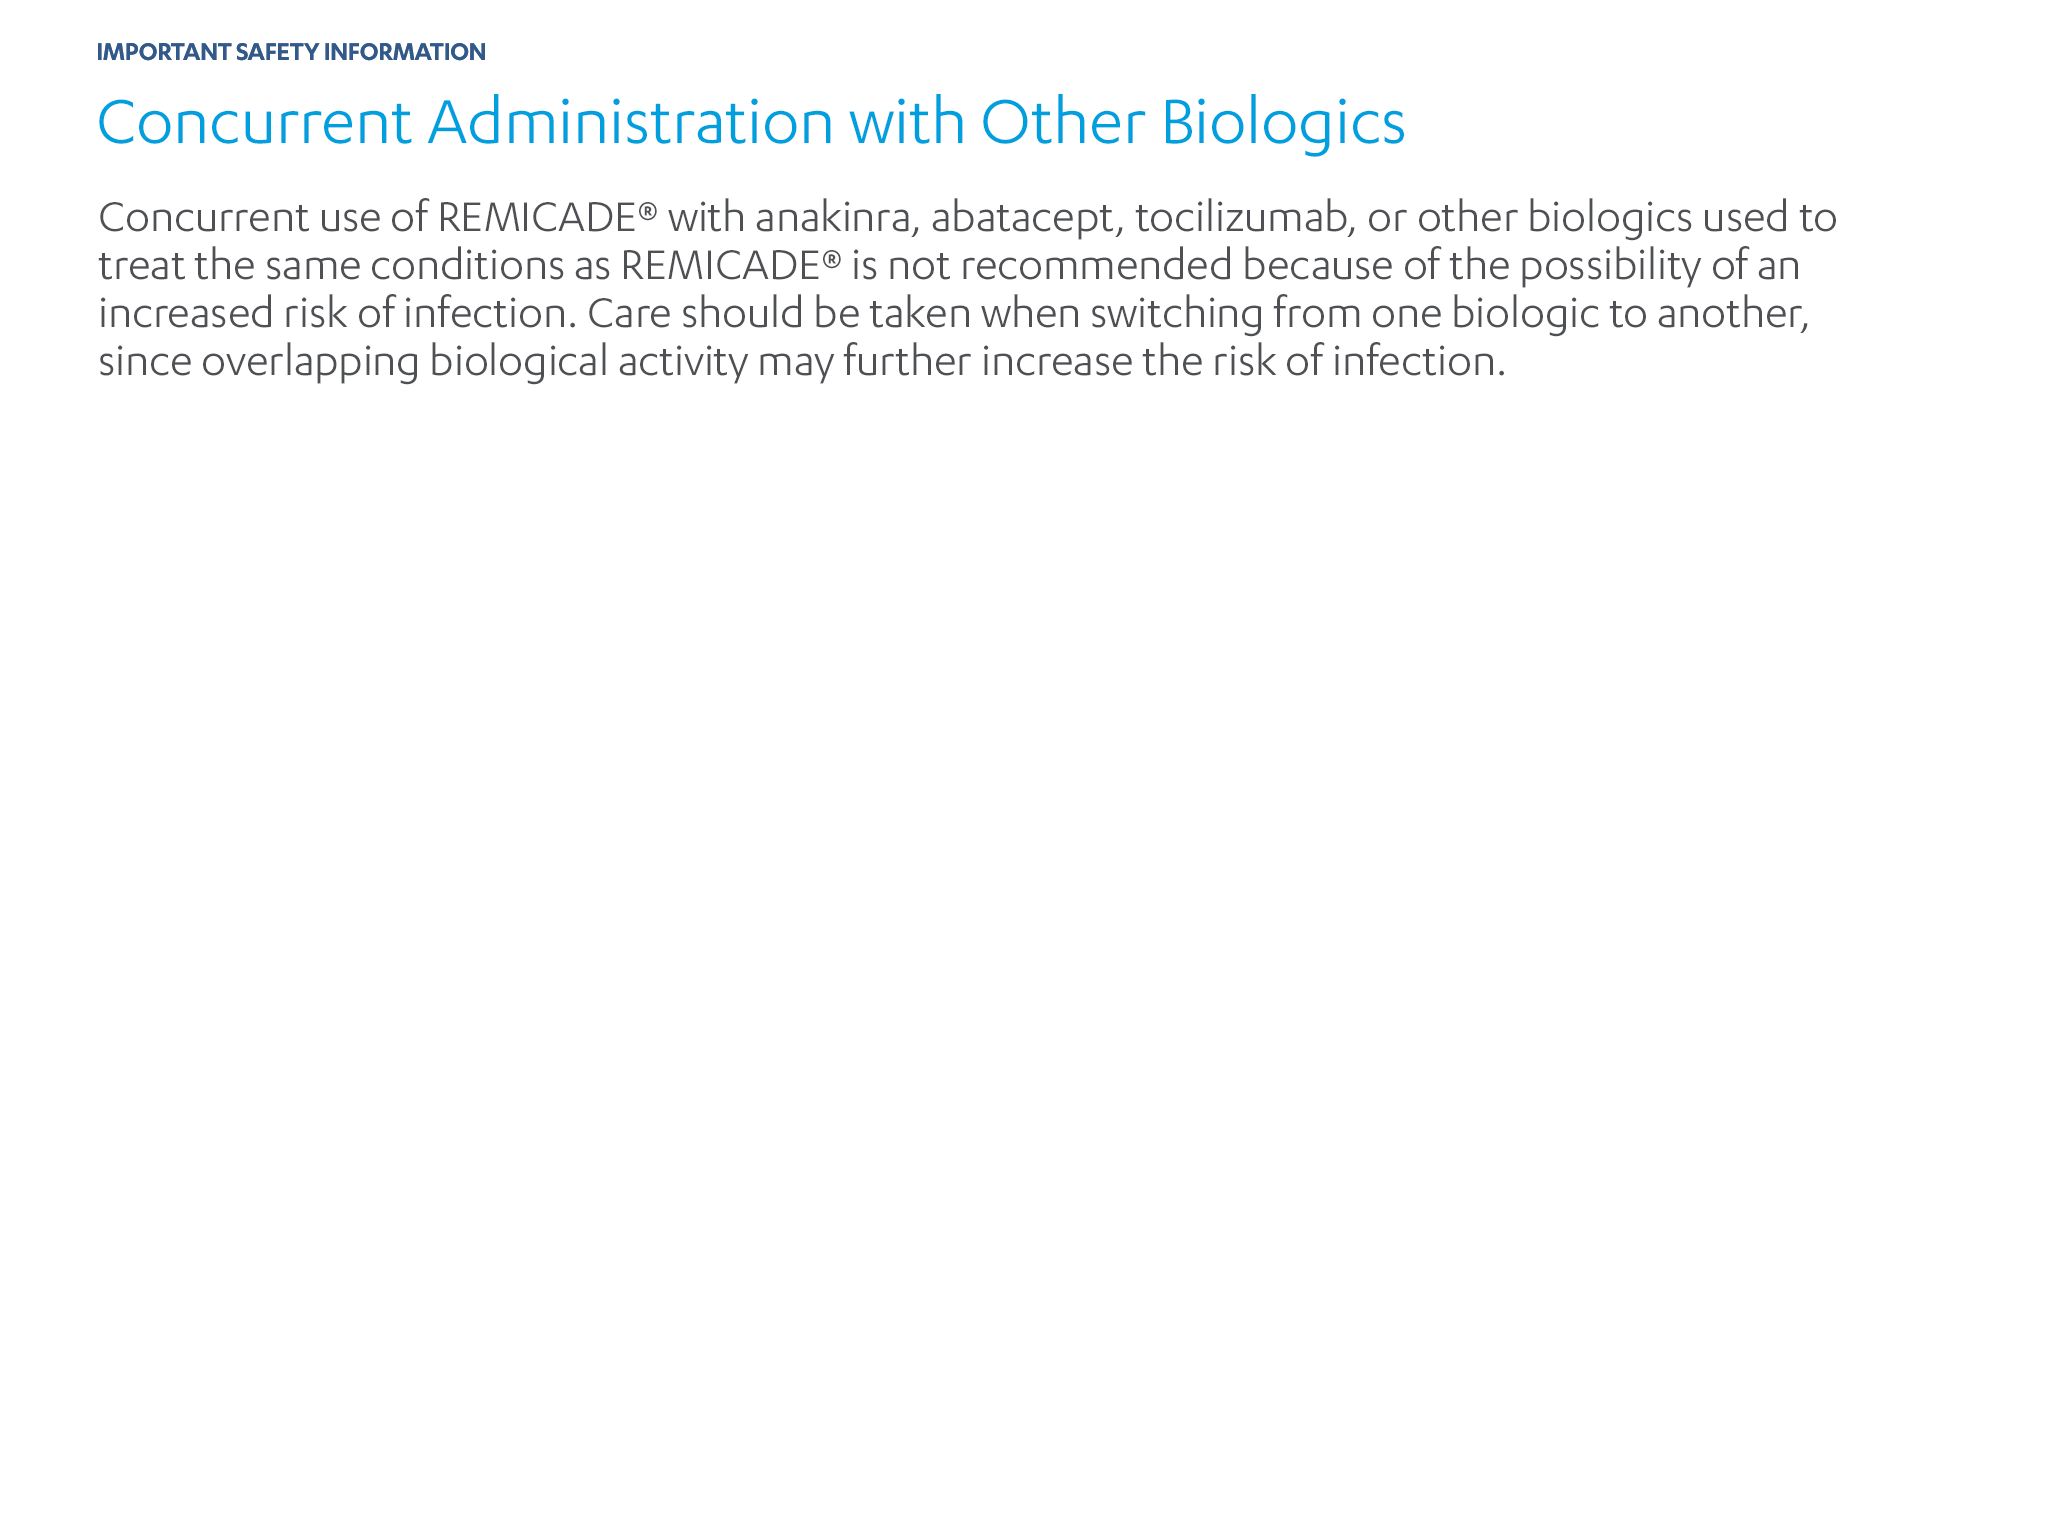 IMPORTANT SAFETY INFORMATION
Concurrent Administration with Other Biologics
Concurrent use of REMICADE® with anakinra, abatacept, tocilizumab, or other biologics used to
treat the same conditions as REMICADE® is not recommended because of the possibility of an
increased risk of infection. Care should be taken when switching from one biologic to another,
since overlapping biological activity may further increase the risk of infection.